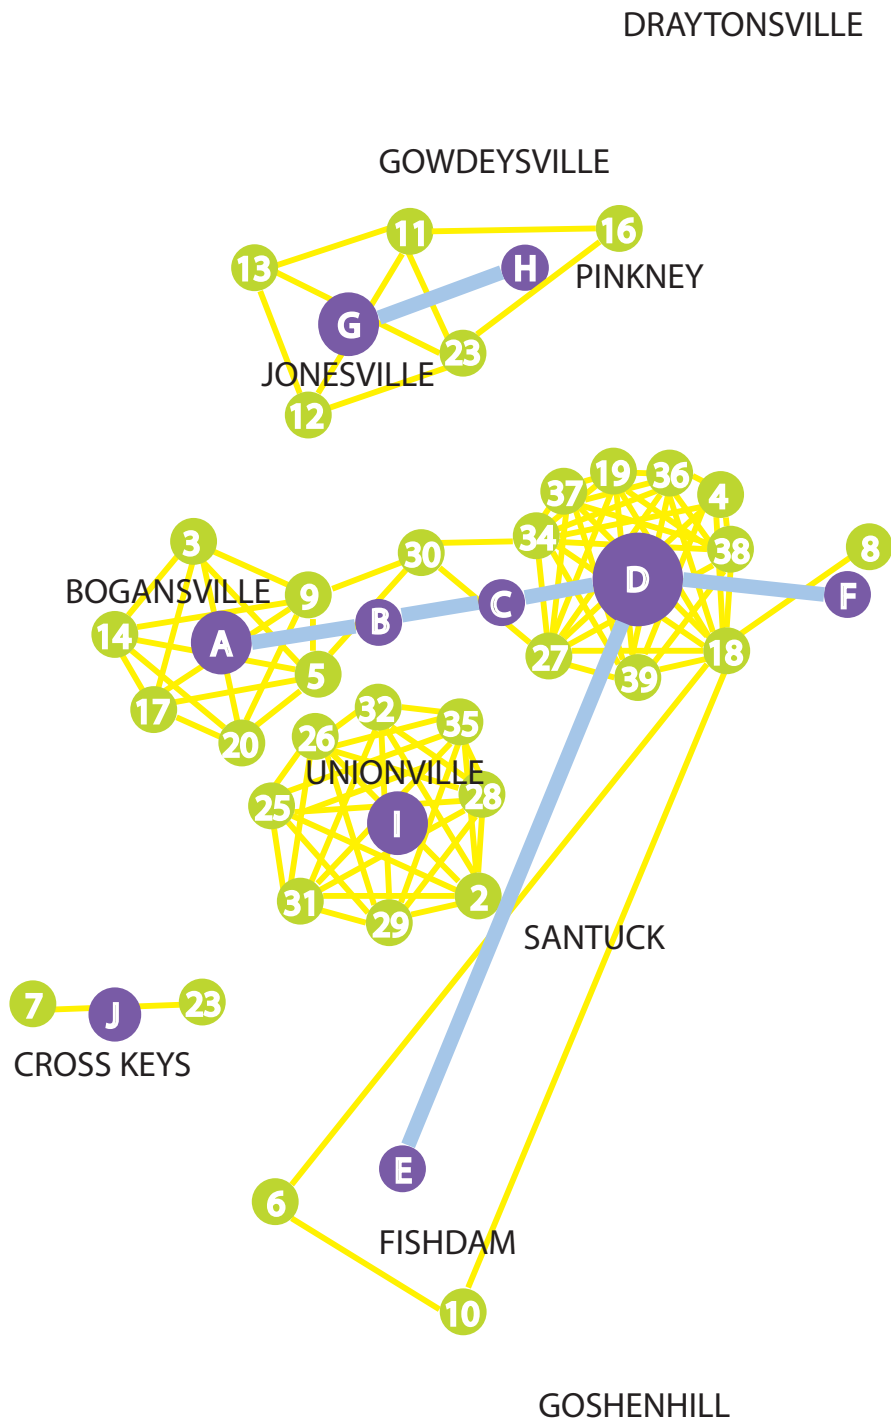 DRAYTONSVILLE
GOWDEYSVILLE
11
16
13
H
PINKNEY
G
23
JONESVILLE
12
19
36
37
4
3
34
30
38
8
BOGANSVILLE
9
D
F
C
B
14
A
5
27
18
39
17
32
35
20
26
UNIONVILLE
28
25
I
31
2
29
SANTUCK
7
J
23
CROSS KEYS
E
6
FISHDAM
10
GOSHENHILL